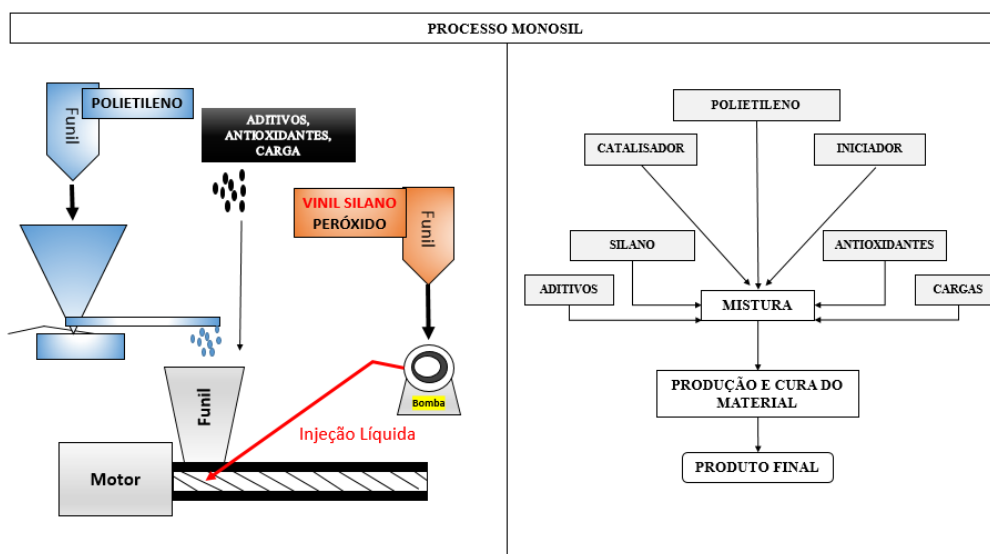 PROCESSO MONOSIL
Funil
POLIETILENO
ADITIVOS,
ANTIOXIDANTES,
CARGA
VINIL SILANO
PERÓXIDO
Funil
Bomba
Injeção Líquida
Funil
Motor
POLIETILENO
CATALISADOR
INICIADOR
SILANO
ANTIOXIDANTES
ADITIVOS
CARGAS
MISTURA
PRODUÇÃO E CURA DO
MATERIAL
PRODUTO FINAL